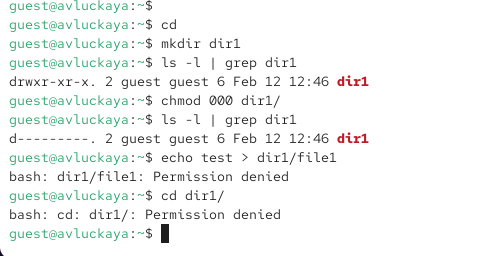 guest@avluckaya:~$
guest@avluckaya:~$ cd
guest@avluckaya:~$ mkdir dir1
guest@avluckaya:~$ ls -l | grep dir1
drwxr-xr-x. 2 guest guest 6 Feb 12 12:46 dir1
guest@avluckaya:~$ chmod 000 dir1/
guest@avluckaya:~$ ls -l | grep dir1
d---------. 2 guest guest 6 Feb 12 12:46 dir1
guest@avluckaya:~$ echo test > dir1/file1
bash: dir1/file1: Permission denied
guest@avluckaya:~$ cd dir1/
bash: cd: dir1/: Permission denied
guest@avluckaya:~$